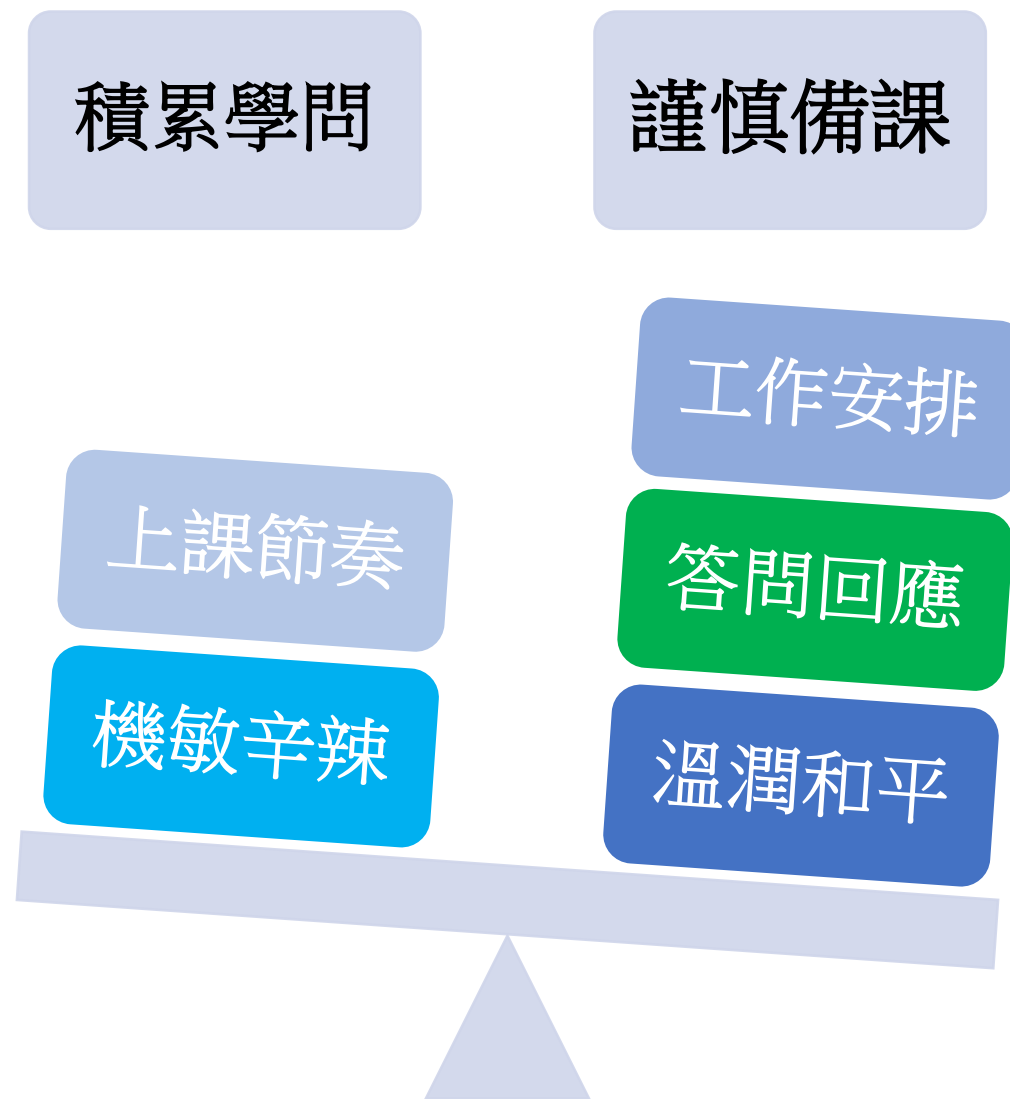 積累學問
謹慎備課
上課節奏
機敏辛辣
工作安排
答問回應
溫潤和平